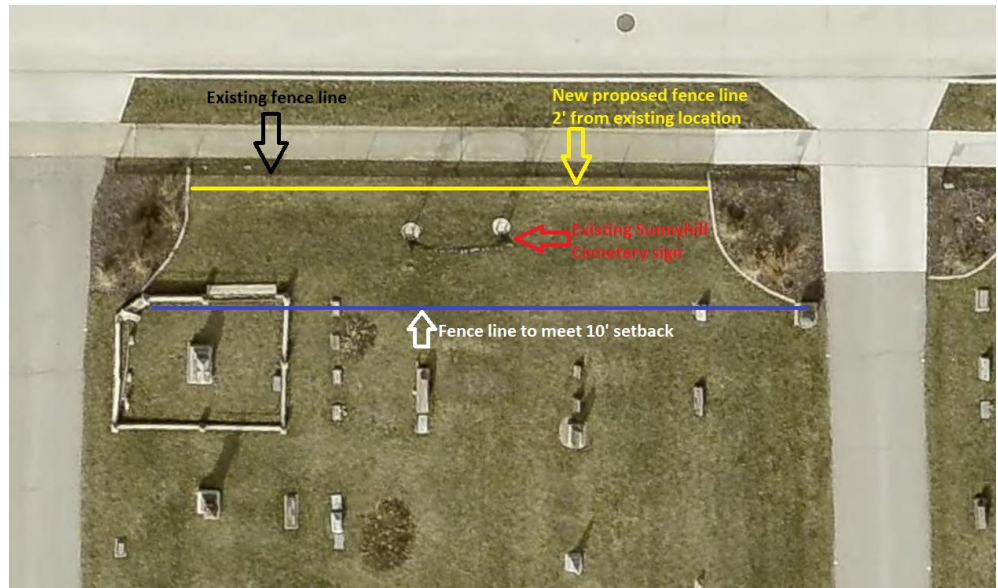 Existing fence line
New proposed fence line
2' from existing location
Existing Sunnyhill
Cemetery sign
Fence line to meet 10' setback